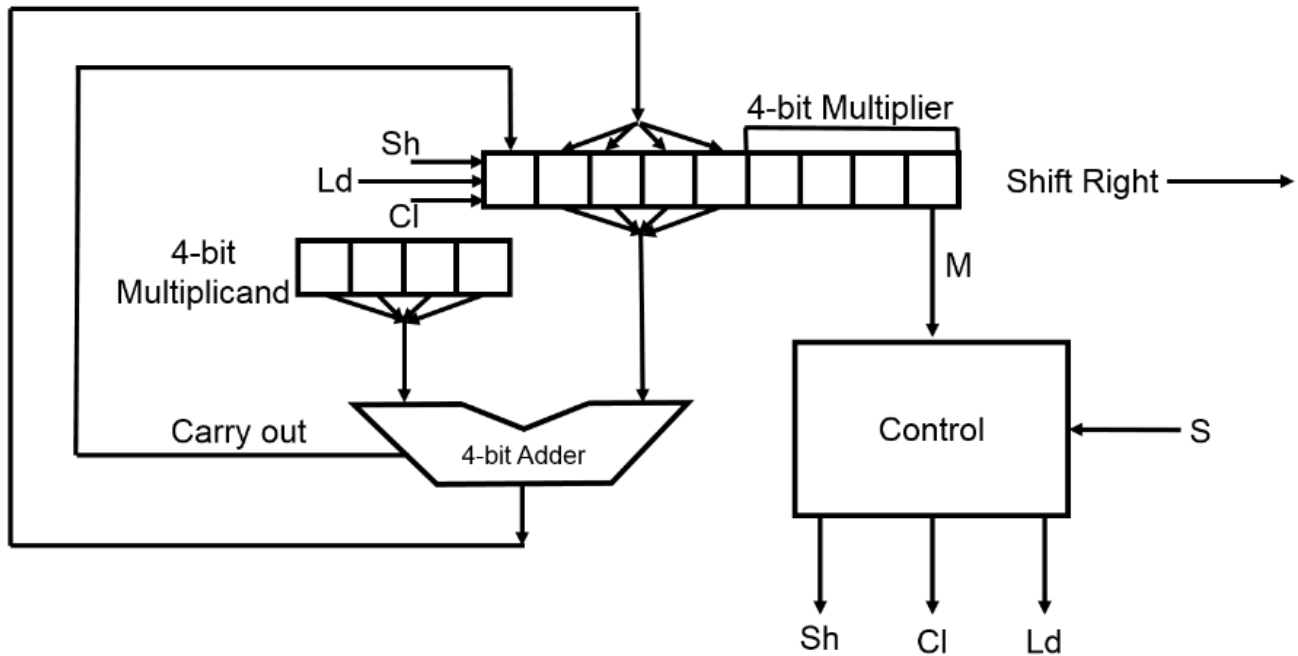 4-bit Multiplier
Sh
Ld
Cl
Shift Right
4-bit
Multiplicand
M
Carry out
4-bit Adder
Control
S
Sh
Cl
Ld